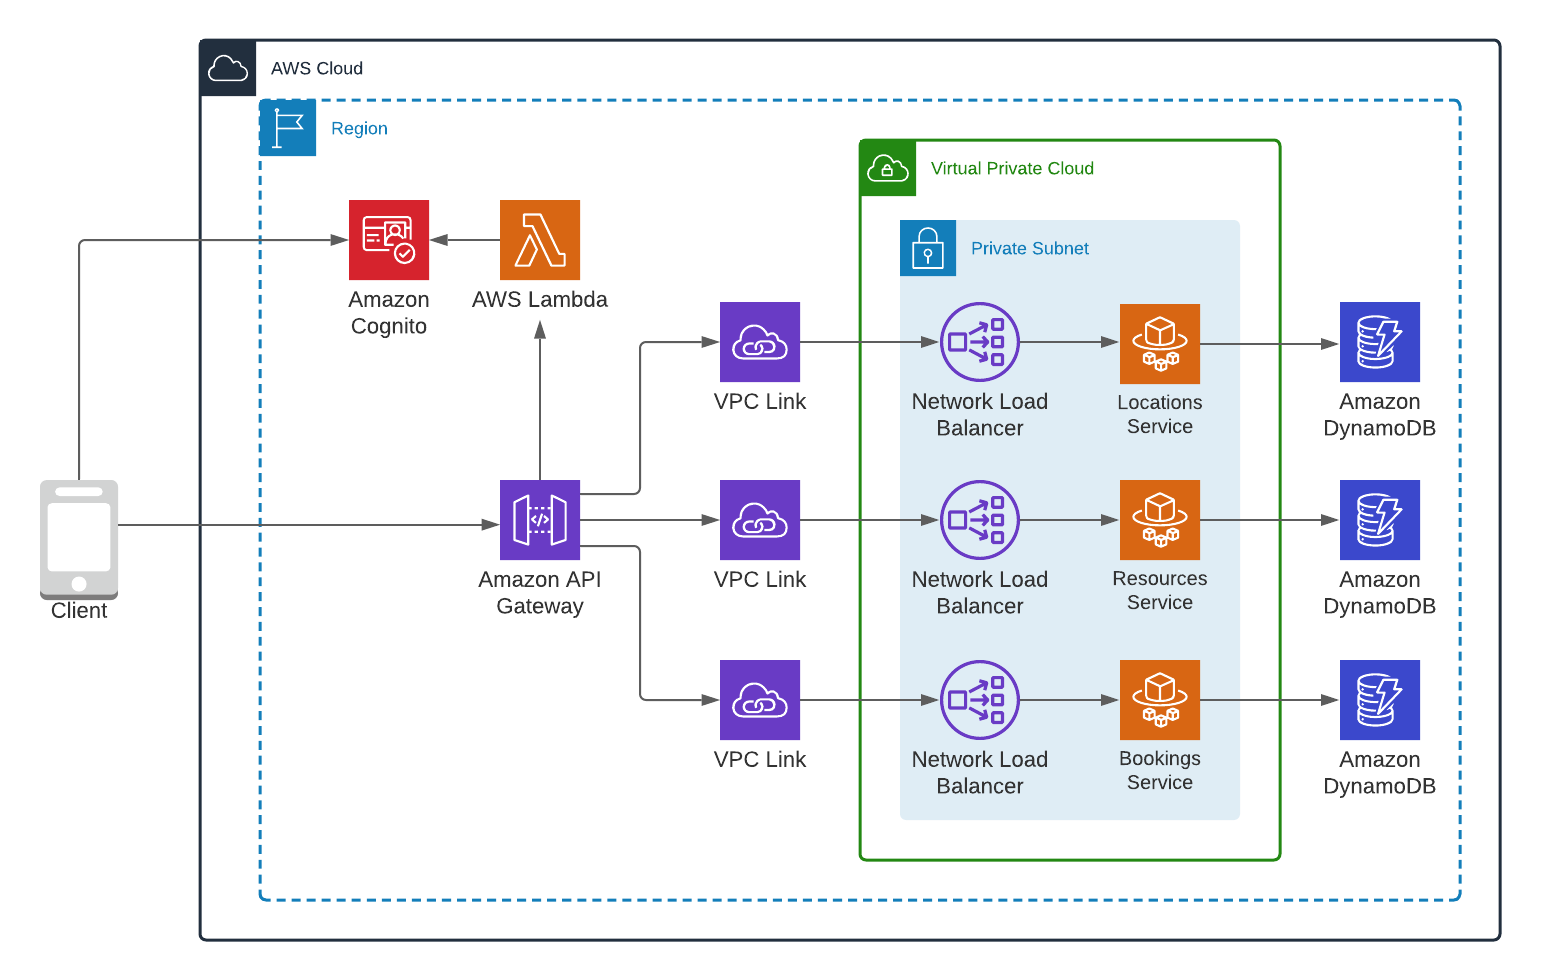 AWS Cloud
Region
Virtual Private Cloud
Private Subnet
Amazon
Cognito
AWS Lambda
VPC Link
Network Load
Balancer
Locations
Service
Amazon
DynamoDB
Client
Amazon API
Gateway
VPC Link
Network Load
Balancer
Resources
Service
Amazon
DynamoDB
VPC Link
Network Load
Balancer
Bookings
Service
Amazon
DynamoDB